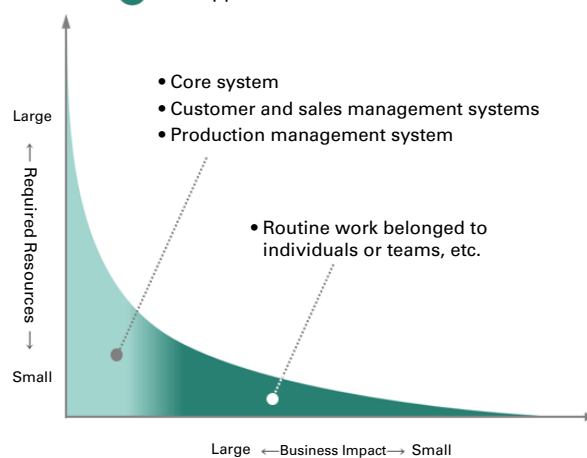 • Core system
• Customer and sales management systems
• Production management system
Large
← Required Resources →
Small
• Routine work belonged to
individuals or teams, etc.
Large ←Business Impact→ Small